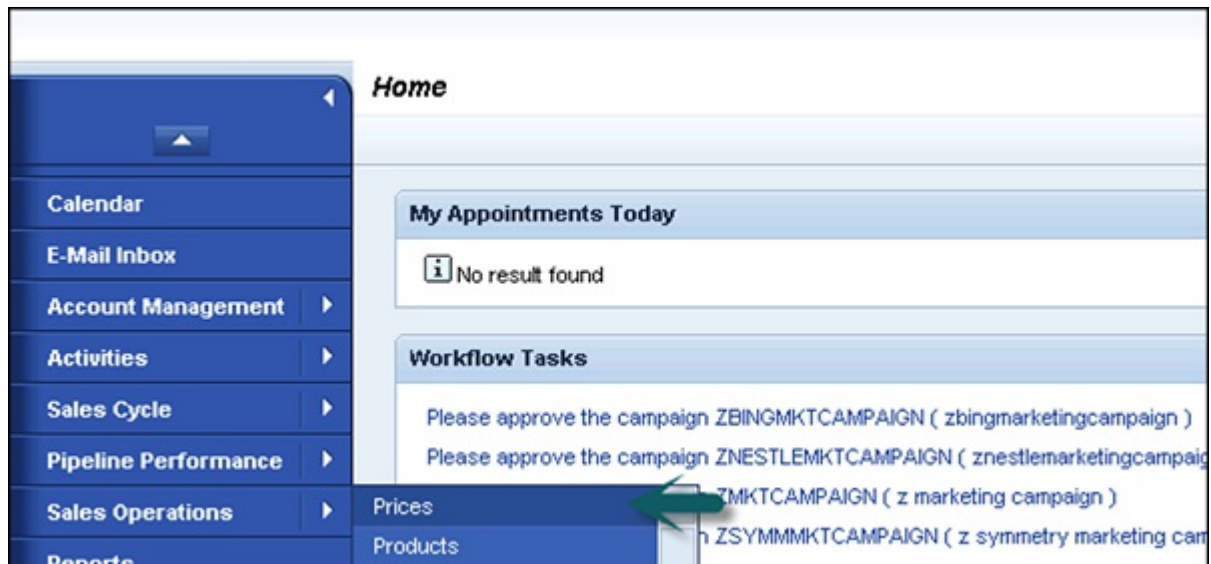 Home
Calendar
E-Mail Inbox
Account Management
Activities
Sales Cycle
Pipeline Performance
Sales Operations
Reports
My Appointments Today
No result found
Workflow Tasks
Please approve the campaign ZBINGMKTCAMPAIGN ( zbingmarketingcampaign )
Please approve the campaign ZNESTLEMKTCAMPAIGN ( znestlemarketingcampaig
ZMKTCAMPAIGN ( z marketing campaign )
n ZSYMMMKTCAMPAIGN ( z symmetry marketing cam
Prices
Products